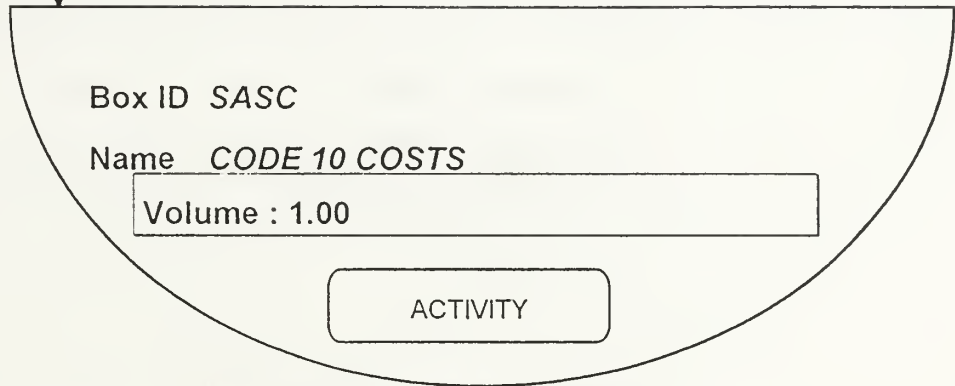 Box ID SASC
Name CODE 10 COSTS
Volume : 1.00
ACTIVITY